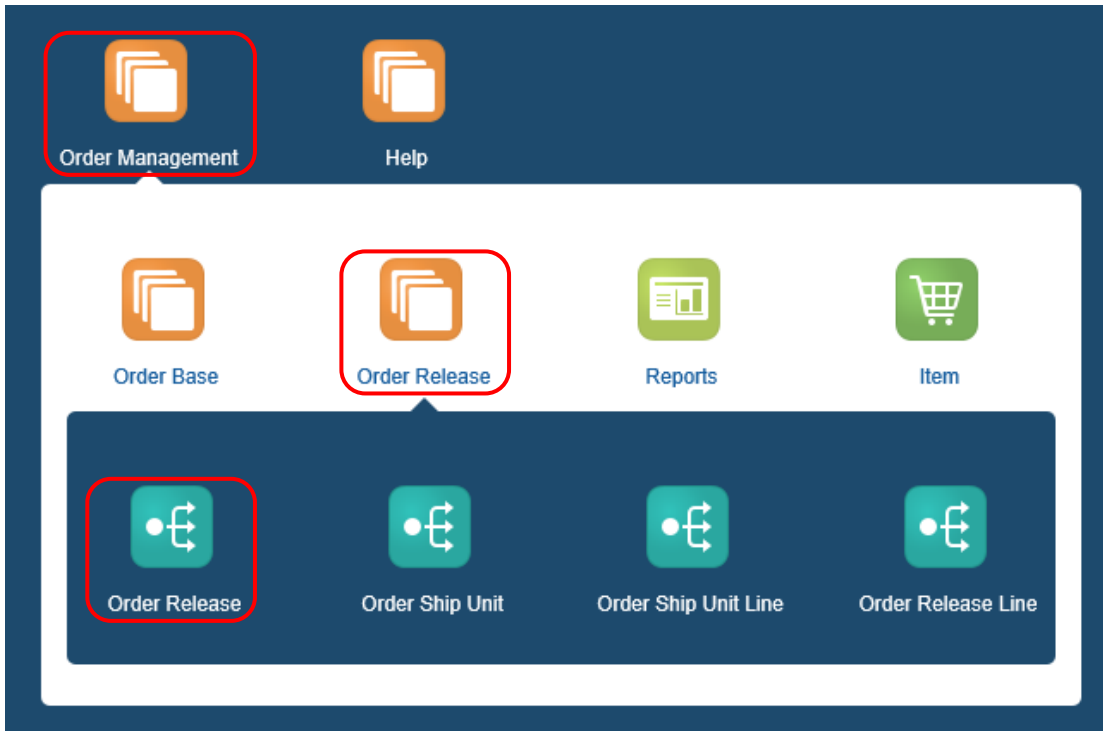 Order Management
Help
Order Base
Order Release
Reports
Item
Order Release
Order Ship Unit
Order Ship Unit Line
Order Release Line